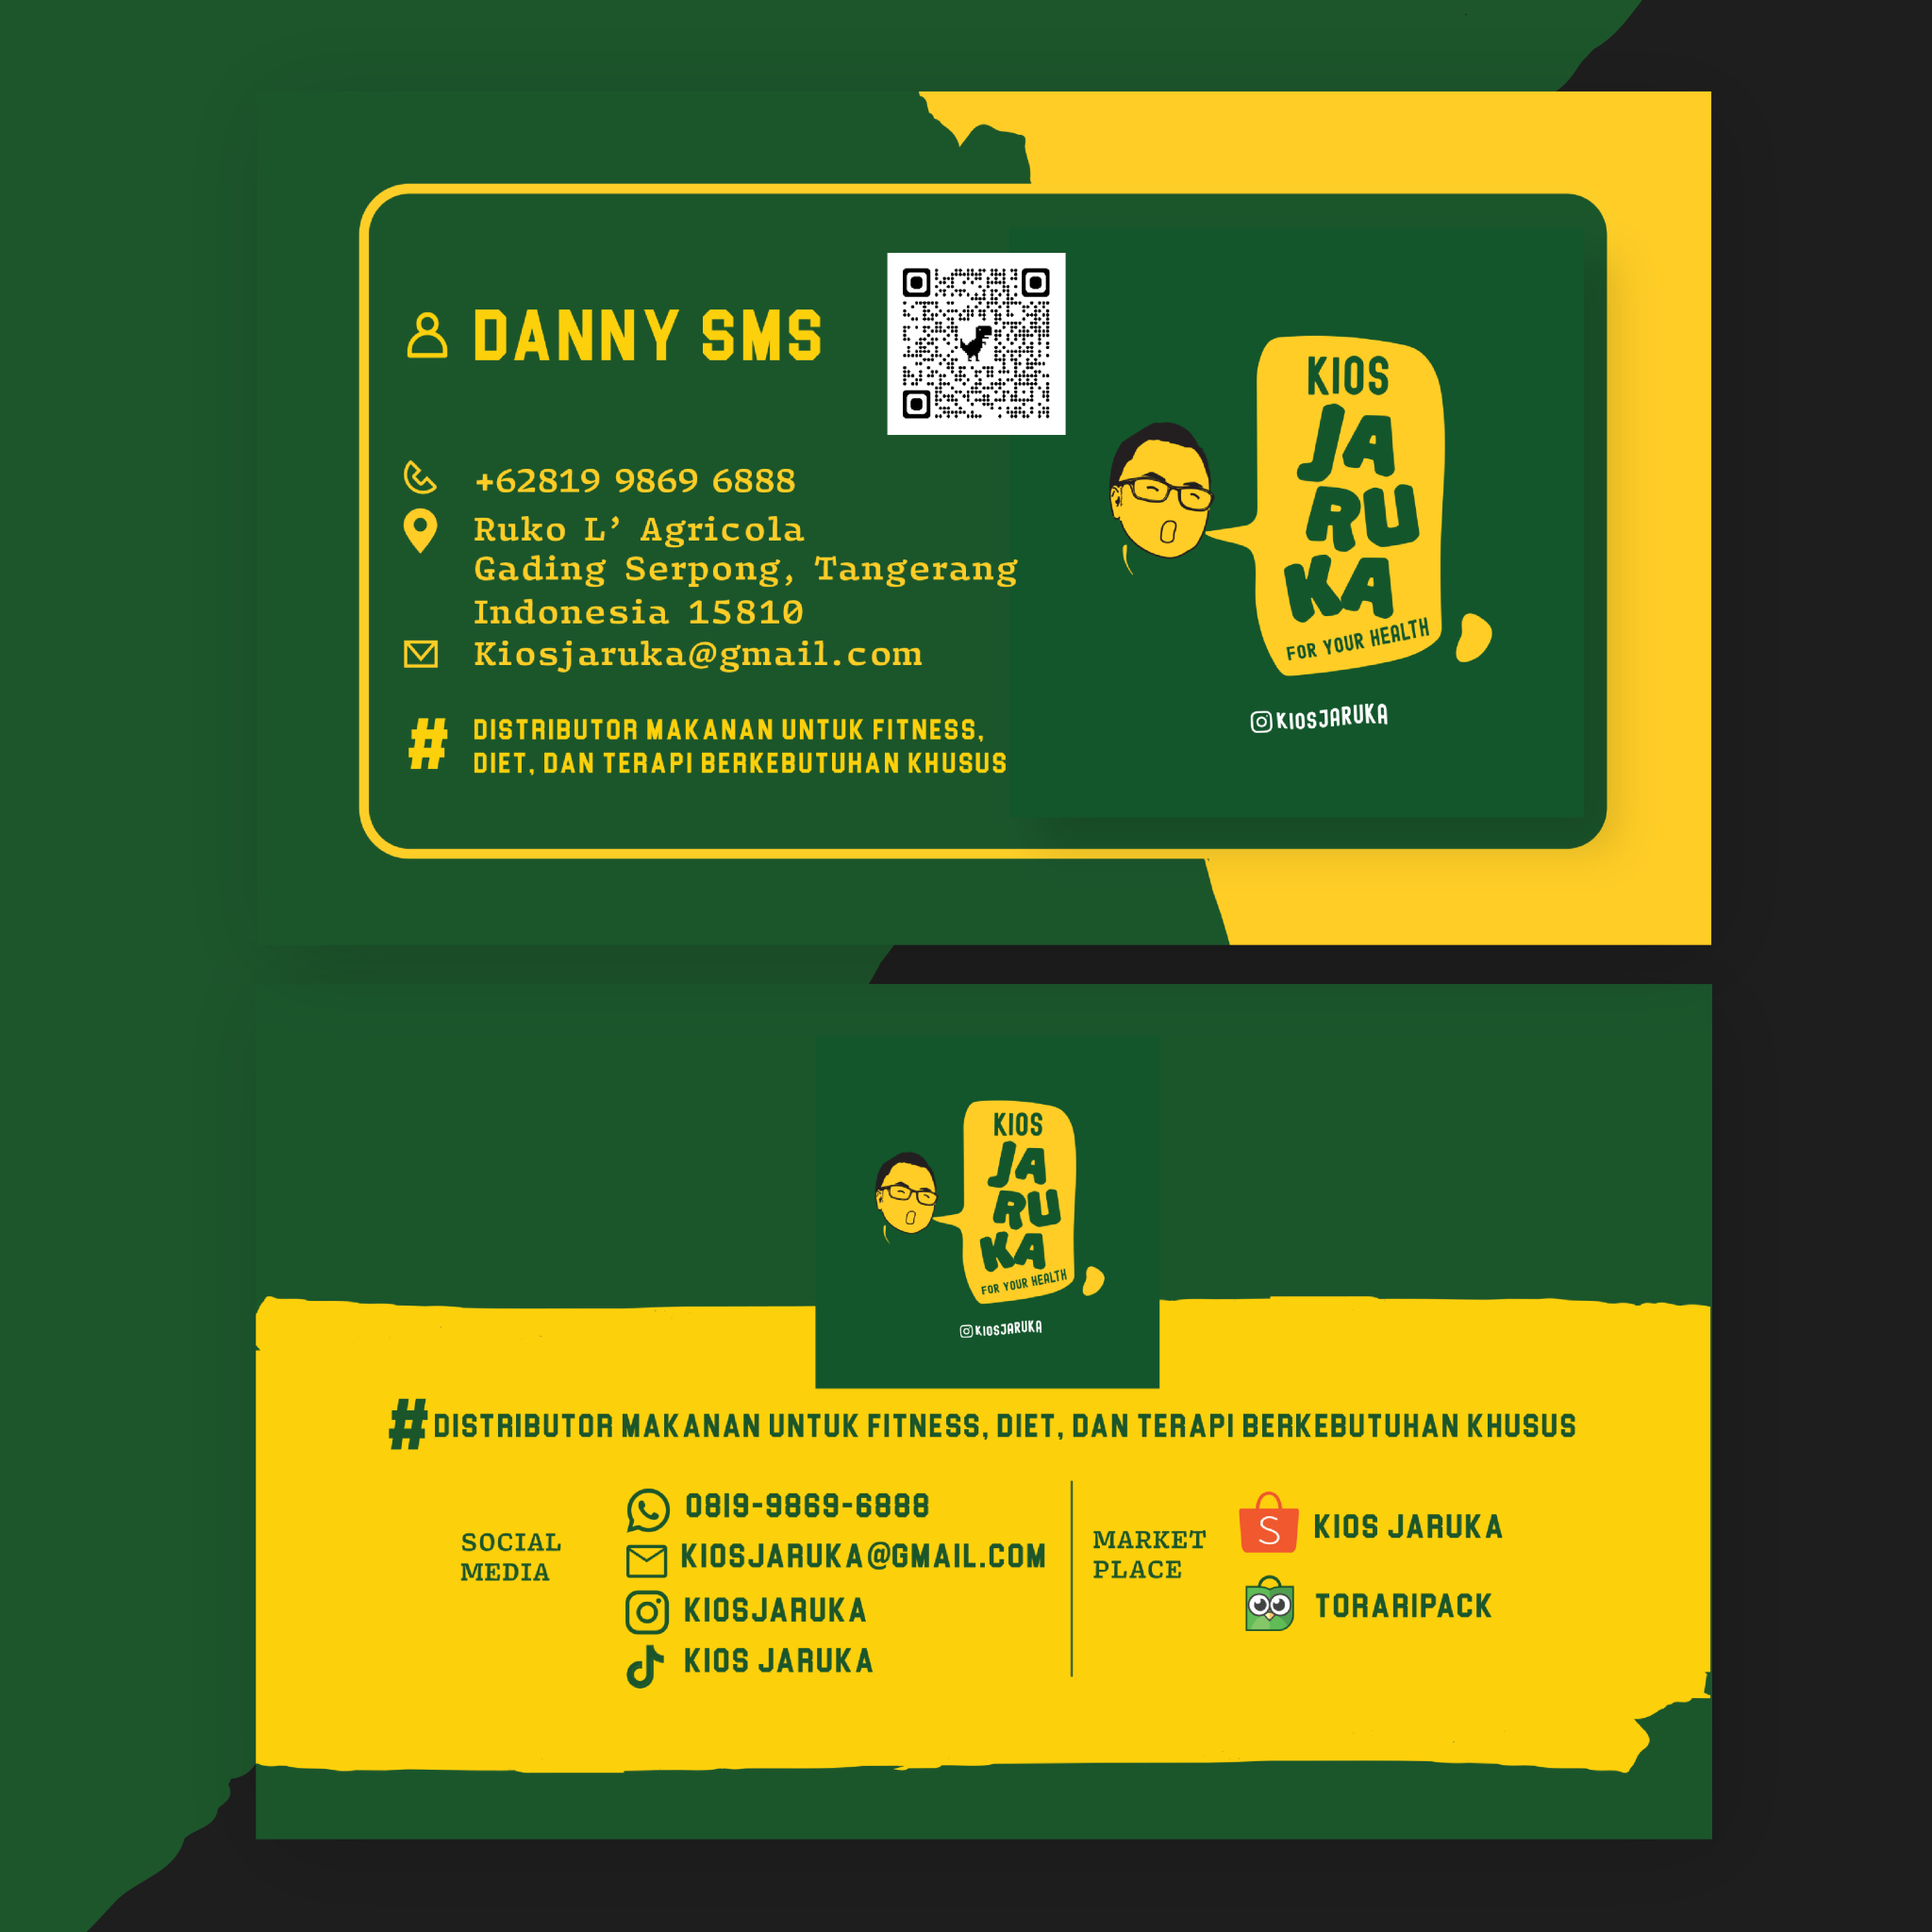 DANNY SMS
+62819 9869 6888
Ruko L’ Agricola
Gading Serpong, Tangerang
Indonesia 15810
Kiosjaruka@gmail.com
# DISTRIBUTOR MAKANAN UNTUK FITNESS,
DIET, DAN TERAPI BERKEBUTUHAN KHUSUS
KIOS
JA
RU
KA
FOR YOUR HEALTH
KIOSJARUKA
KIOS
JA
RU
KA
FOR YOUR HEALTH
KIOSJARUKA
#DISTRIBUTOR MAKANAN UNTUK FITNESS, DIET, DAN TERAPI BERKEBUTUHAN KHUSUS
SOCIAL
MEDIA
0819-9869-6888
KIOSJARUKA@GMAIL.COM
KIOSJARUKA
KIOS JARUKA
MARKET
PLACE
S
KIOS JARUKA
TORARIPACK